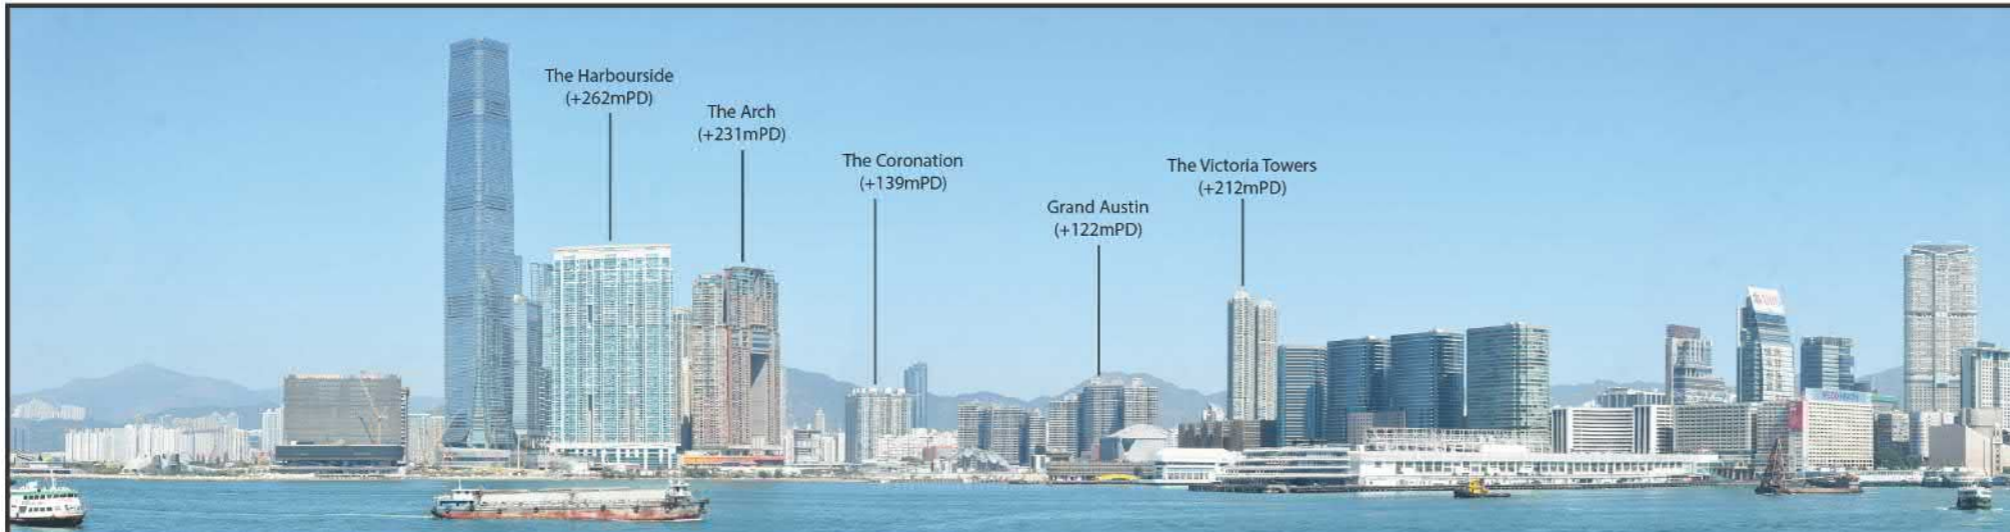 The Harbourside
(+262mPD)
The Arch
(+231mPD)
The Coronation
(+139mPD)
Grand Austin
(+122mPD)
The Victoria Towers
(+212mPD)